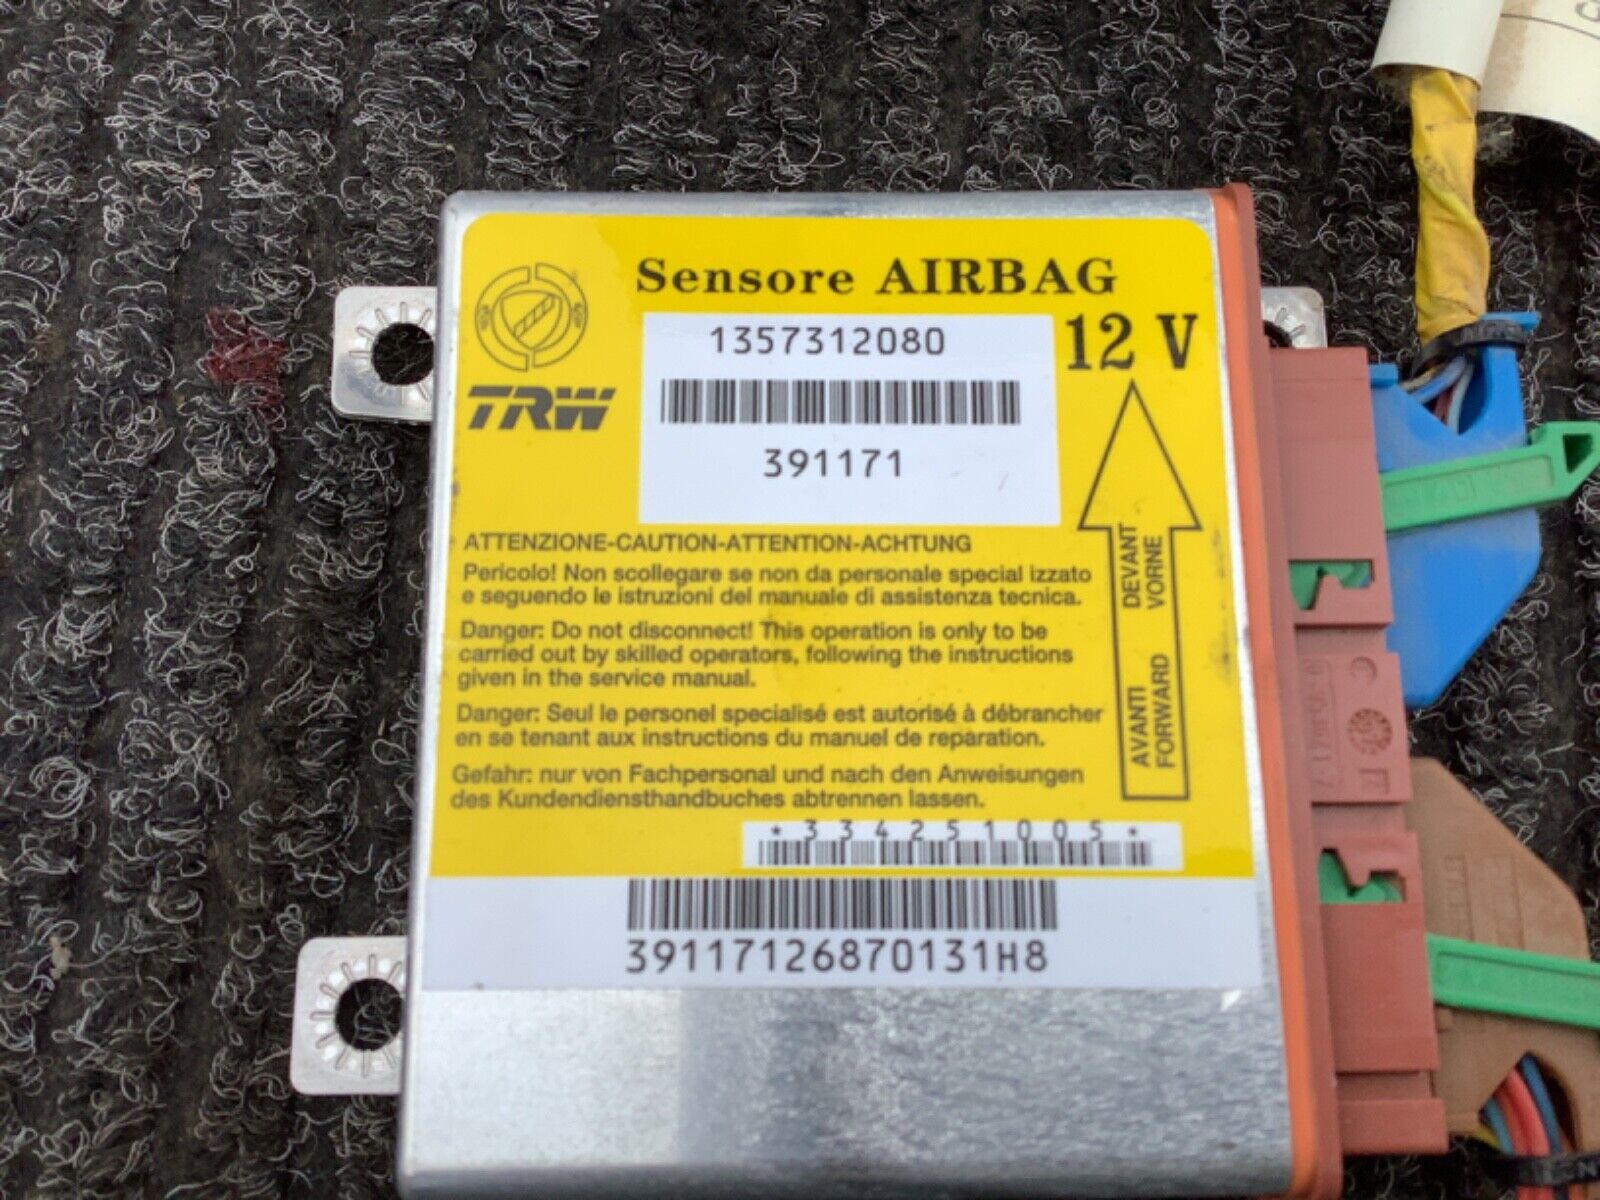 Sensore AIRBAG
TRW
1357312080
12 V
391171
ATTENZIONE-CAUTION-ATTENTION-ACHTUNG
Pericolo! Non scollegare se non da personale special izzato
e seguendo le istruzioni del manuale di assistenza tecnica.
Danger: Do not disconnect! This operation is only to be
carried out by skilled operators, following the instructions
given in the service manual.
Danger: Seul le personel specialisé est autorisé à débrancher
en se tenant aux instructions du manuel de reparation.
Gefahr: nur von Fachpersonal und nach den Anweisungen
des Kundendiensthandbuches abtrennen lassen.
DEVANT
VORNE
AVANTI
FORWARD
*334251005*
39117126870131H8